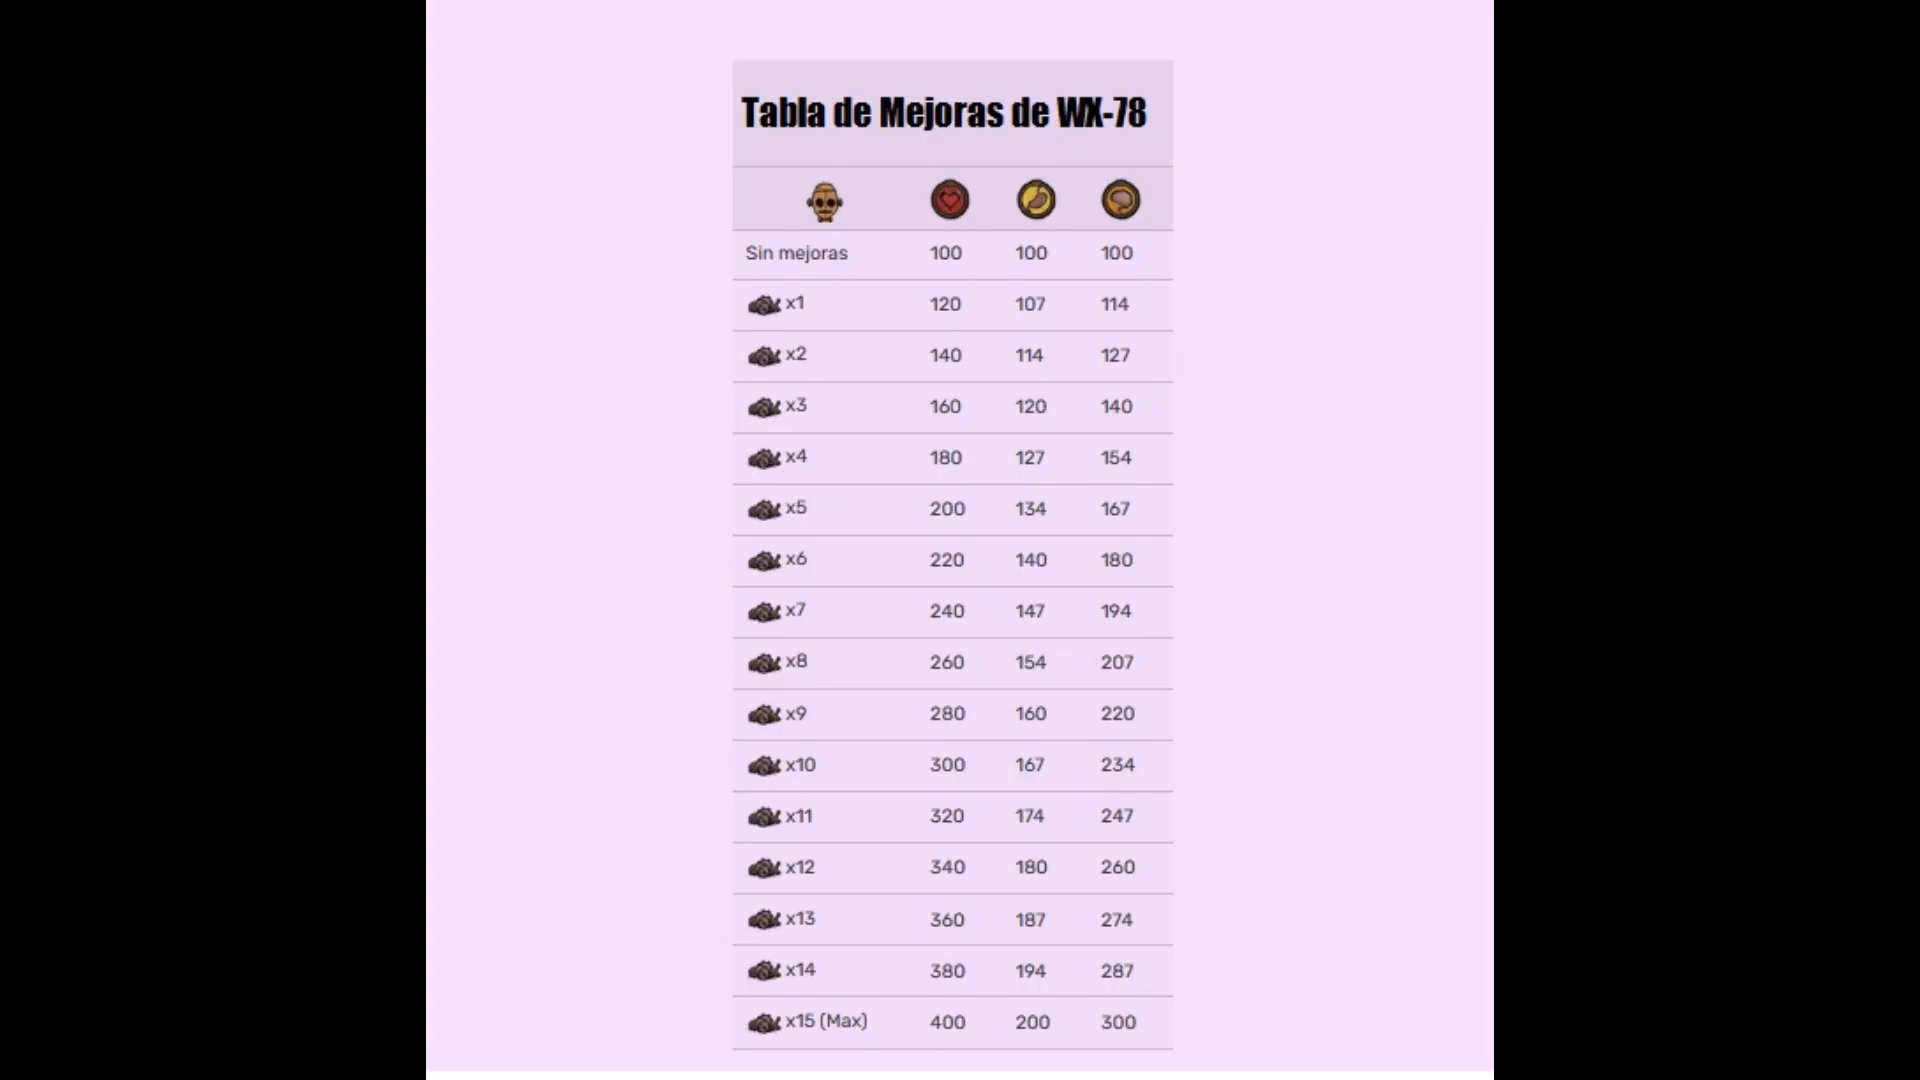 Tabla de Mejoras de WX-78
Sin mejoras 100 100 100
x1 120 107 114
x2 140 114 127
x3 160 120 140
x4 180 127 154
x5 200 134 167
x6 220 140 180
x7 240 147 194
x8 260 154 207
x9 280 160 220
x10 300 167 234
x11 320 174 247
x12 340 180 260
x13 360 187 274
x14 380 194 287
x15 (Max) 400 200 300